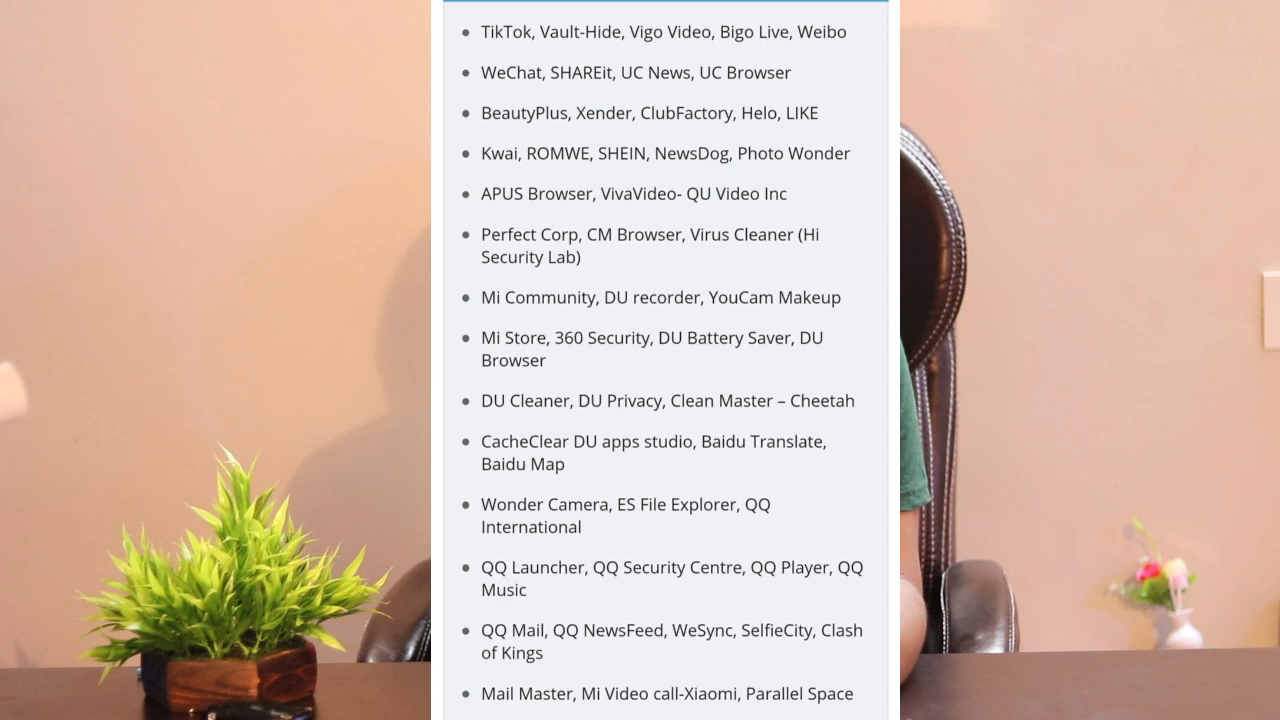 TikTok, Vault-Hide, Vigo Video, Bigo Live, Weibo
WeChat, SHAREit, UC News, UC Browser
BeautyPlus, Xender, ClubFactory, Helo, LIKE
Kwai, ROMWE, SHEIN, NewsDog, Photo Wonder
APUS Browser, VivaVideo- QU Video Inc
Perfect Corp, CM Browser, Virus Cleaner (Hi
Security Lab)
Mi Community, DU recorder, YouCam Makeup
Mi Store, 360 Security, DU Battery Saver, DU
Browser
DU Cleaner, DU Privacy, Clean Master – Cheetah
CacheClear DU apps studio, Baidu Translate,
Baidu Map
Wonder Camera, ES File Explorer, QQ
International
QQ Launcher, QQ Security Centre, QQ Player, QQ
Music
QQ Mail, QQ NewsFeed, WeSync, SelfieCity, Clash
of Kings
Mail Master, Mi Video call-Xiaomi, Parallel Space